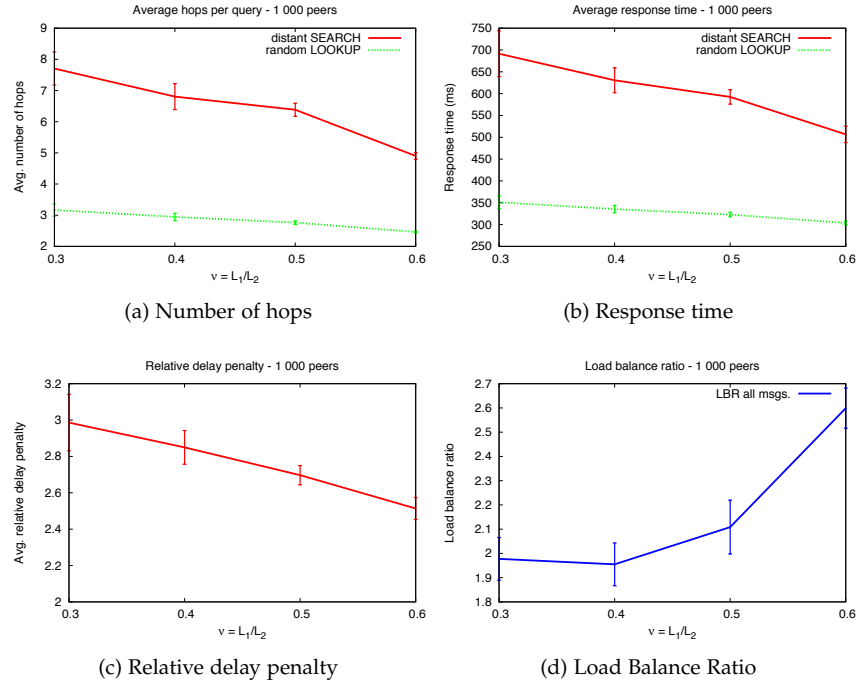 Average hops per query - 1 000 peers
9
8
7
6
5
4
3
2
Avg. number of hops
distant SEARCH
random LOOKUP
0.3 0.4 0.5 0.6
ν = L1/L2
(a) Number of hops
Average response time - 1 000 peers
750
700
650
600
550
500
450
400
350
300
250
Response time (ms)
distant SEARCH
random LOOKUP
0.3 0.4 0.5 0.6
ν = L1/L2
(b) Response time
Relative delay penalty - 1 000 peers
3.2
3
2.8
2.6
2.4
2.2
2
Avg. relative delay penalty
0.3 0.4 0.5 0.6
ν = L1/L2
(c) Relative delay penalty
Load balance ratio - 1 000 peers
2.7
2.6
2.5
2.4
2.3
2.2
2.1
2
1.9
1.8
Load balance ratio
LBR all msgs.
0.3 0.4 0.5 0.6
ν = L1/L2
(d) Load Balance Ratio